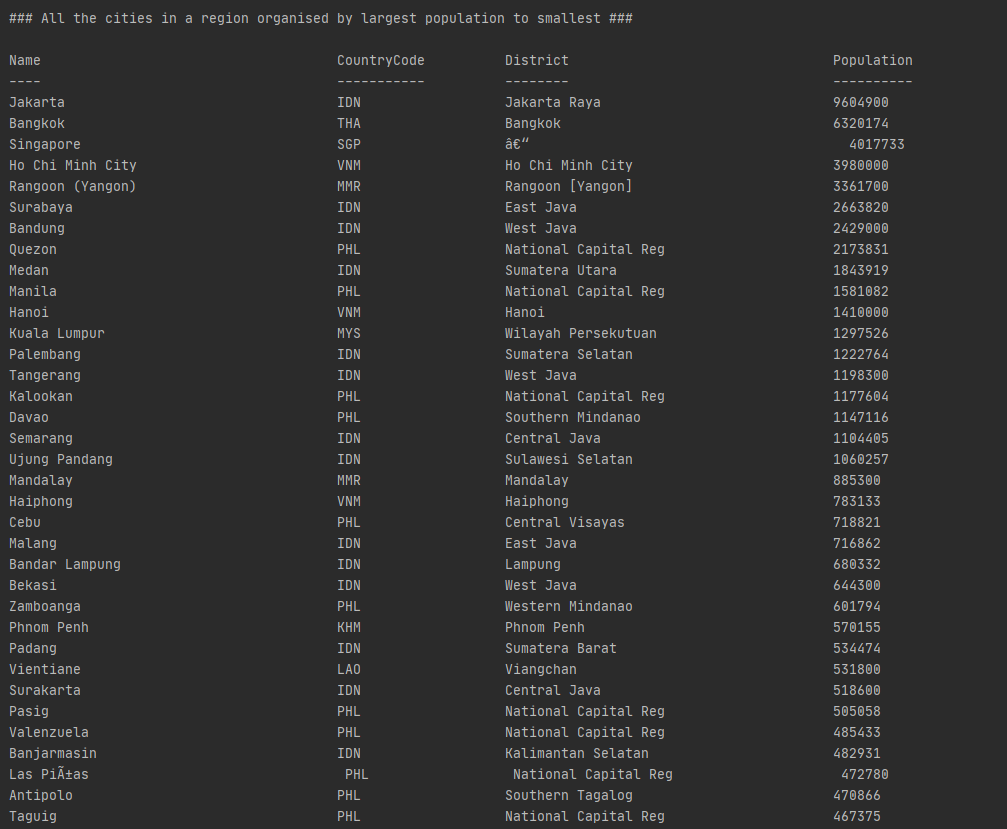 ### All the cities in a region organised by largest population to smallest ###
Name CountryCode District Population
---- ----------- -------- ----------
Jakarta IDN Jakarta Raya 9604900
Bangkok THA Bangkok 6320174
Singapore SGP â€“ 4017733
Ho Chi Minh City VNM Ho Chi Minh City 3980000
Rangoon (Yangon) MMR Rangoon [Yangon] 3361700
Surabaya IDN East Java 2663820
Bandung IDN West Java 2429000
Quezon PHL National Capital Reg 2173831
Medan IDN Sumatera Utara 1843919
Manila PHL National Capital Reg 1581082
Hanoi VNM Hanoi 1410000
Kuala Lumpur MYS Wilayah Persekutuan 1297526
Palembang IDN Sumatera Selatan 1222764
Tangerang IDN West Java 1198300
Kalookan PHL National Capital Reg 1177604
Davao PHL Southern Mindanao 1147116
Semarang IDN Central Java 1104405
Ujung Pandang IDN Sulawesi Selatan 1060257
Mandalay MMR Mandalay 885300
Haiphong VNM Haiphong 783133
Cebu PHL Central Visayas 718821
Malang IDN East Java 716862
Bandar Lampung IDN Lampung 680332
Bekasi IDN West Java 644300
Zamboanga PHL Western Mindanao 601794
Phnom Penh KHM Phnom Penh 570155
Padang IDN Sumatera Barat 534474
Vientiane LAO Viangchan 531800
Surakarta IDN Central Java 518600
Pasig PHL National Capital Reg 505058
Valenzuela PHL National Capital Reg 485433
Banjarmasin IDN Kalimantan Selatan 482931
Las PiÃ±as PHL National Capital Reg 472780
Antipolo PHL Southern Tagalog 470866
Taguig PHL National Capital Reg 467375